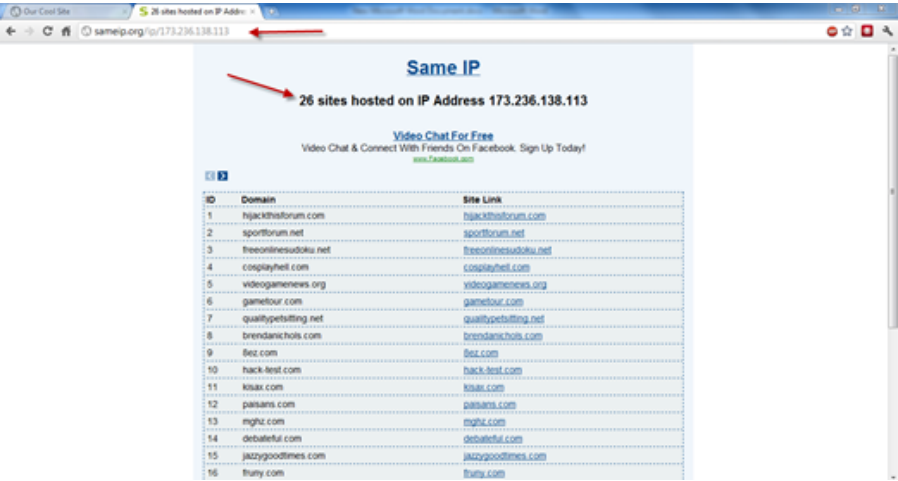 Our Cool Site
26 sites hosted on IP Addre
sameip.org/ip/173.236.138.113
Same IP
26 sites hosted on IP Address 173.236.138.113
Video Chat For Free
Video Chat & Connect With Friends On Facebook. Sign Up Today!
www.Facebook.com
ID Domain Site Link
1 hijackthisforum.com hijackthisforum.com
2 sportforum.net sportforum.net
3 freeonlinesudoku.net freeonlinesudoku.net
4 cosplayhell.com cosplayhell.com
5 videogamenews.org videogamenews.org
6 gametour.com gametour.com
7 qualitypetsitting.net qualitypetsitting.net
8 brendanichols.com brendanichols.com
9 8ez.com 8ez.com
10 hack-test.com hack-test.com
11 kisax.com kisax.com
12 paisans.com paisans.com
13 mghz.com mghz.com
14 debateful.com debateful.com
15 jazzygoodtimes.com jazzygoodtimes.com
16 fruny.com fruny.com